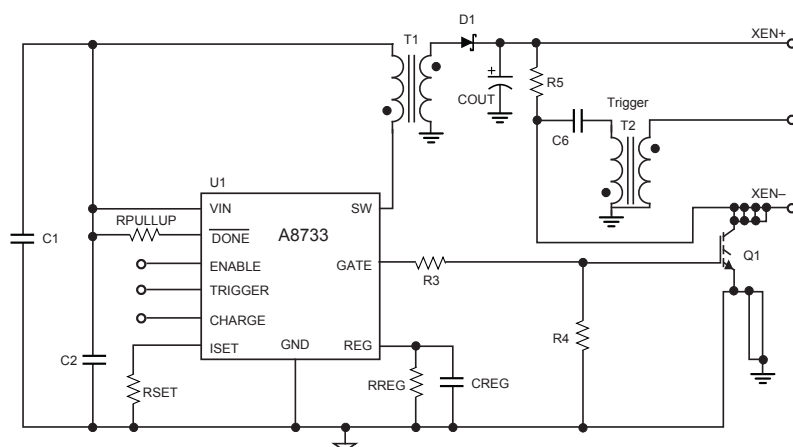 D1
XEN+
T1
+
COUT
R5
Trigger
T2
C6
XEN–
U1
VIN
SW
RPULLUP
A8733
DONE
C1
ENABLE
GATE
R3
Q1
TRIGGER
CHARGE
R4
GND
REG
C2
ISET
RSET
RREG
CREG